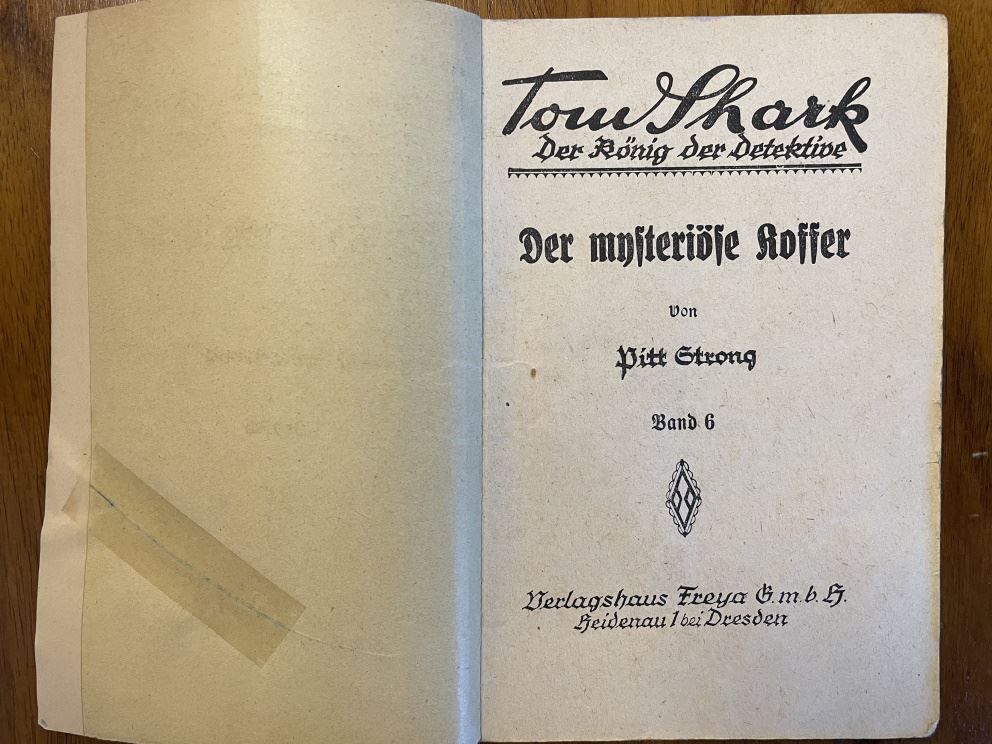 Tom Shark
Der König der Detektive
Der mysteriöse Koffer
von
Pitt Strong
Band 6
Verlagshaus Freya G.m.b.H.
Heidenau 1 bei Dresden